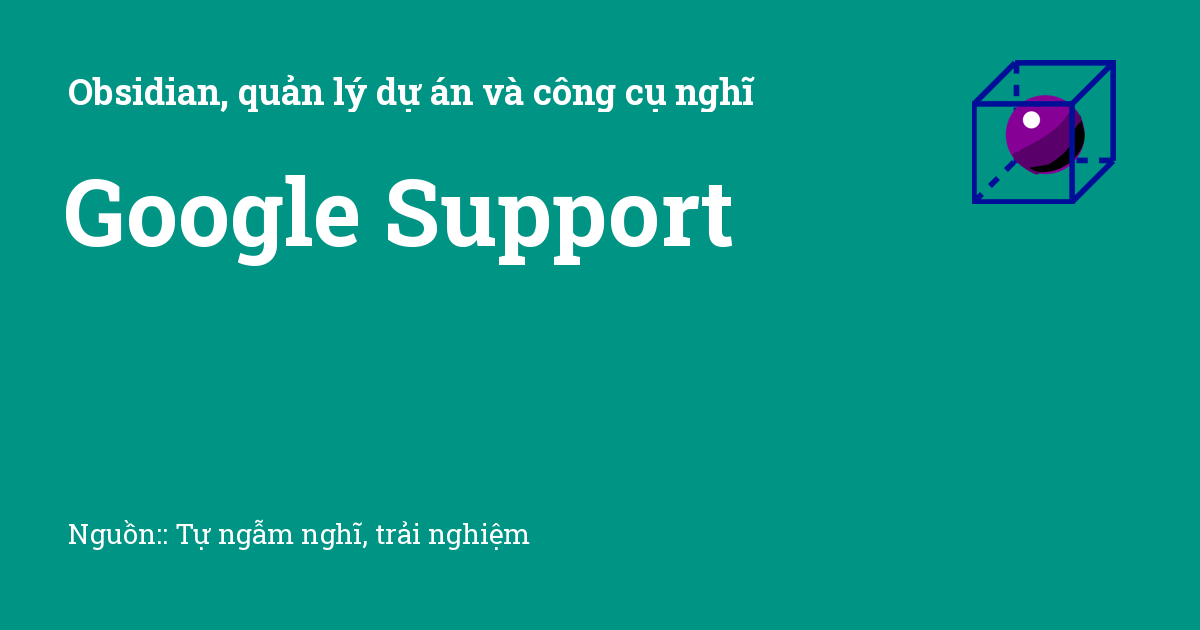 Obsidian, quản lý dự án và công cụ nghĩ
Google Support
Nguồn:: Tự ngẫm nghĩ, trải nghiệm